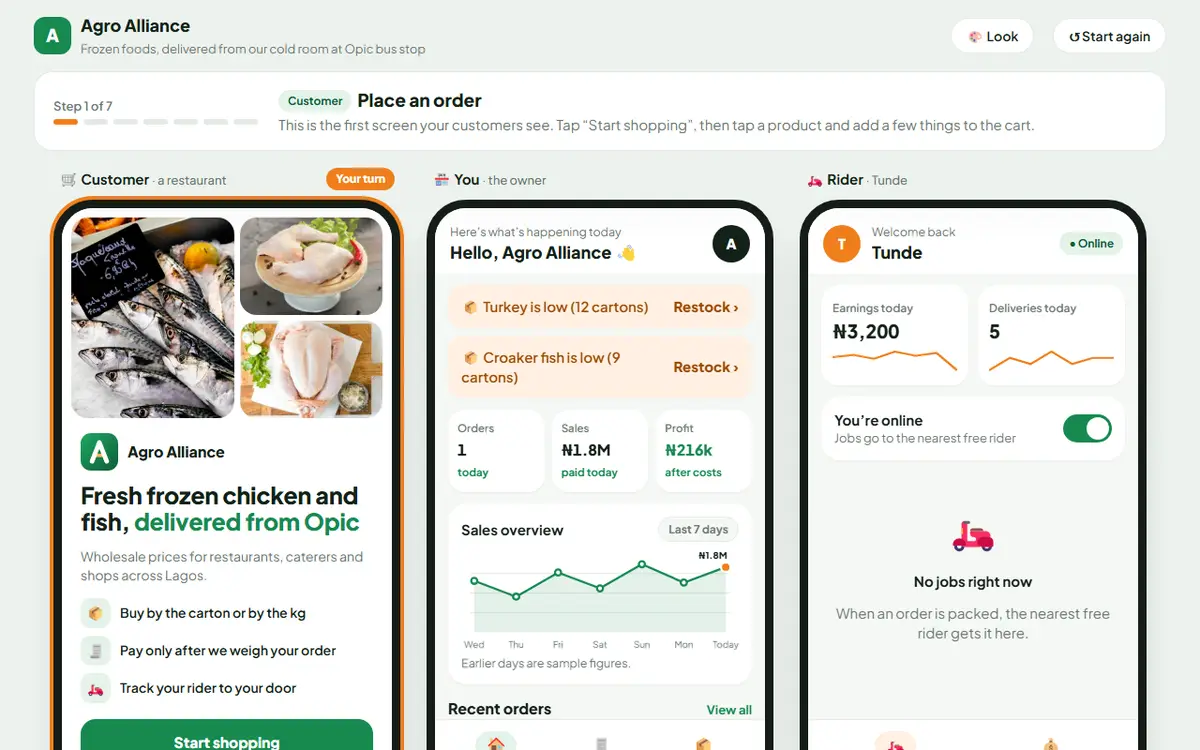 A
Agro Alliance
Frozen foods, delivered from our cold room at Opic bus stop
Look
↺ Start again
Step 1 of 7
Customer
Place an order
This is the first screen your customers see. Tap “Start shopping”, then tap a product and add a few things to the cart.
Customer · a restaurant
Your turn
Agro Alliance
Fresh frozen chicken and
fish, delivered from Opic
Wholesale prices for restaurants, caterers and
shops across Lagos.
Buy by the carton or by the kg
Pay only after we weigh your order
Track your rider to your door
Start shopping
You · the owner
Here’s what’s happening today
Hello, Agro Alliance 👋
A
Turkey is low (12 cartons)
Restock ›
Croaker fish is low (9
cartons)
Restock ›
Orders
1
today
Sales
₦1.8M
paid today
Profit
₦216k
after costs
Sales overview
Last 7 days
₦1.8M
Wed Thu Fri Sat Sun Mon Today
Earlier days are sample figures.
Recent orders
View all
Rider · Tunde
T
Welcome back
Tunde
• Online
Earnings today
₦3,200
Deliveries today
5
You’re online
Jobs go to the nearest free rider
No jobs right now
When an order is packed, the nearest free
rider gets it here.